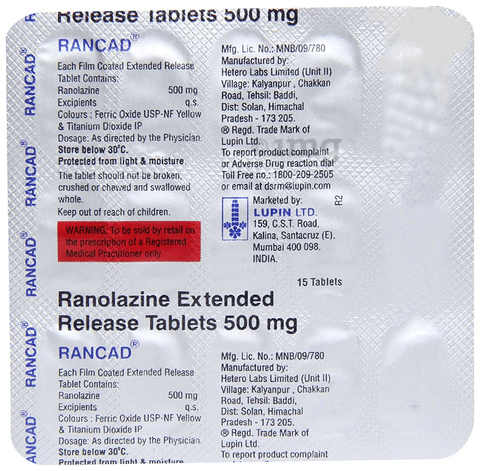 Release Tablets 500 mg
RANCAD®
Each Film Coated Extended Release
Tablet Contains:
Ranolazine 500 mg
Excipients q.s.
Colours : Ferric Oxide USP-NF Yellow
& Titanium Dioxide IP
Dosage: As directed by the Physician.
Store below 30°C.
Protected from light & moisture
The tablet should not be broken,
crushed or chewed and swallowed
whole.
Keep out of reach of children.
WARNING: To be sold by retail on
the prescription of a Registered
Medical Practitioner only.
Mfg. Lic. No.: MNB/09/780
Manufactured by:
Hetero Labs Limited (Unit II)
Village: Kalyanpur , Chakkan
Road, Tehsil: Baddi,
Dist: Solan, Himachal
Pradesh - 173 205.
® Regd. Trade Mark of
Lupin Ltd.
To report product complaint
or Adverse Drug reaction dial
Toll Free no.: 1800-209-2505
or email at dsrm@lupin.com
Marketed by:
LUPIN LTD.
159, C.S.T. Road,
Kalina, Santacruz (E),
Mumbai 400 098.
INDIA.
R2
15 Tablets
RANCAD®
RANCAD®
RANCAD®
Ranolazine Extended
Release Tablets 500 mg
RANCAD®
Each Film Coated Extended Release
Tablet Contains:
Ranolazine 500 mg
Excipients q.s.
Colours : Ferric Oxide USP-NF Yellow
& Titanium Dioxide IP
Dosage: As directed by the Physician.
Store below 30°C.
Protected from light & moisture
Mfg. Lic. No.: MNB/09/780
Manufactured by:
Hetero Labs Limited (Unit II)
Village: Kalyanpur , Chakkan
Road, Tehsil: Baddi,
Dist: Solan, Himachal
Pradesh - 173 205.
® Regd. Trade Mark of
Lupin Ltd.
To report product complaint
RANCAD®
RANCAD®